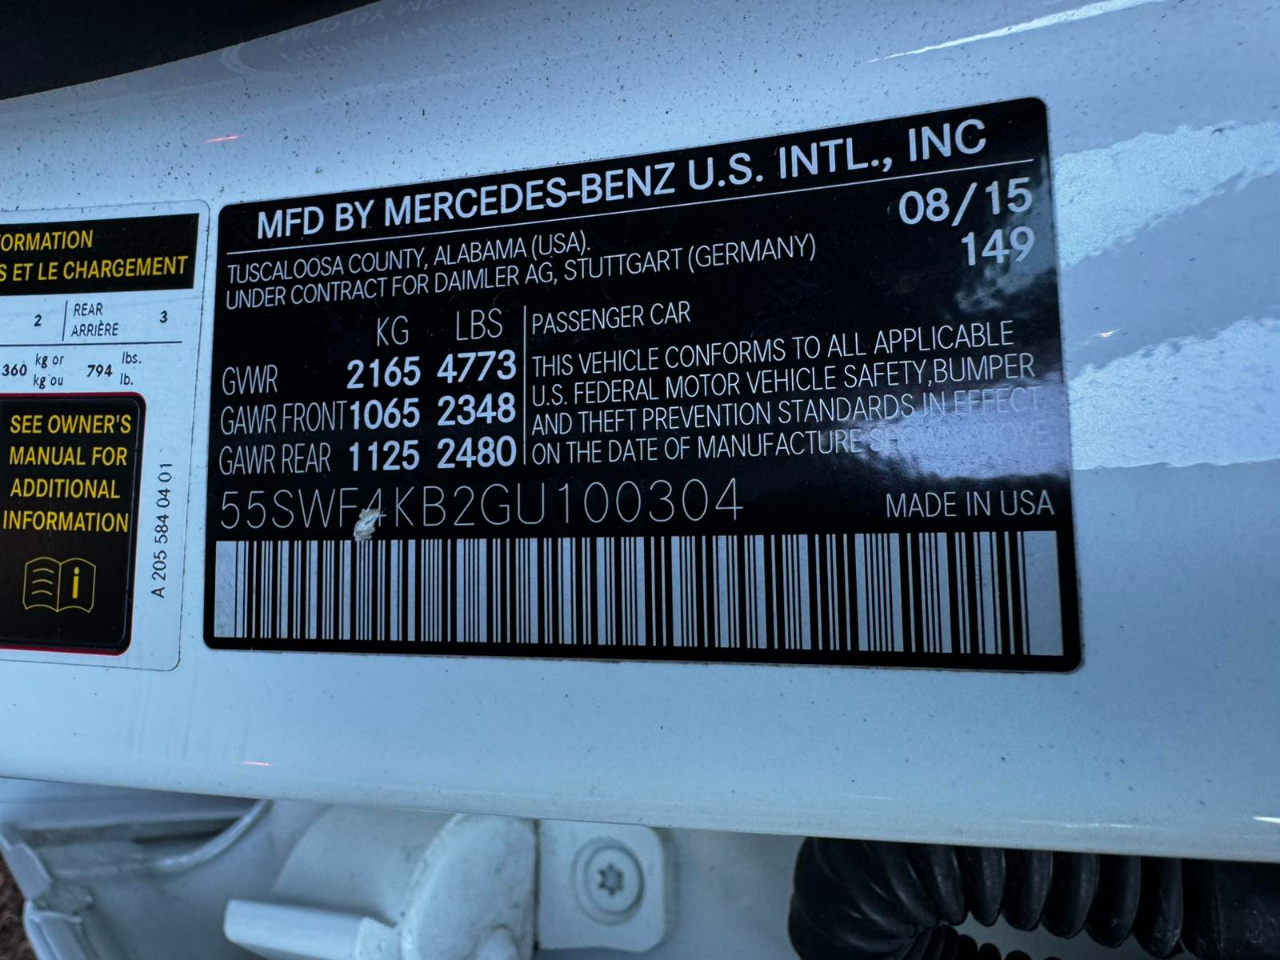 ORMATION
S ET LE CHARGEMENT
2 REAR ARRIÈRE 3
360 kg or kg ou 794 lbs. lb.
SEE OWNER'S
MANUAL FOR
ADDITIONAL
INFORMATION
A 205 584 04 01
MFD BY MERCEDES-BENZ U.S. INTL., INC
TUSCALOOSA COUNTY, ALABAMA (USA).
UNDER CONTRACT FOR DAIMLER AG, STUTTGART (GERMANY)
08/15
149
KG LBS
GVWR 2165 4773
GAWR FRONT 1065 2348
GAWR REAR 1125 2480
PASSENGER CAR
THIS VEHICLE CONFORMS TO ALL APPLICABLE
U.S. FEDERAL MOTOR VEHICLE SAFETY,BUMPER
AND THEFT PREVENTION STANDARDS IN EFFECT
ON THE DATE OF MANUFACTURE SHOWN ABOVE
55SWF4KB2GU100304
MADE IN USA